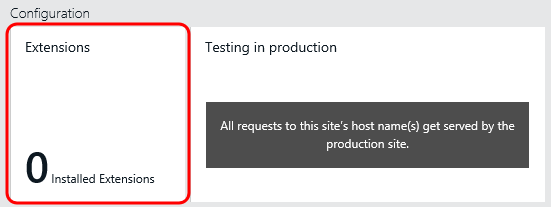 Configuration
Extensions
0 Installed Extensions
Testing in production
All requests to this site's host name(s) get served by the
production site.